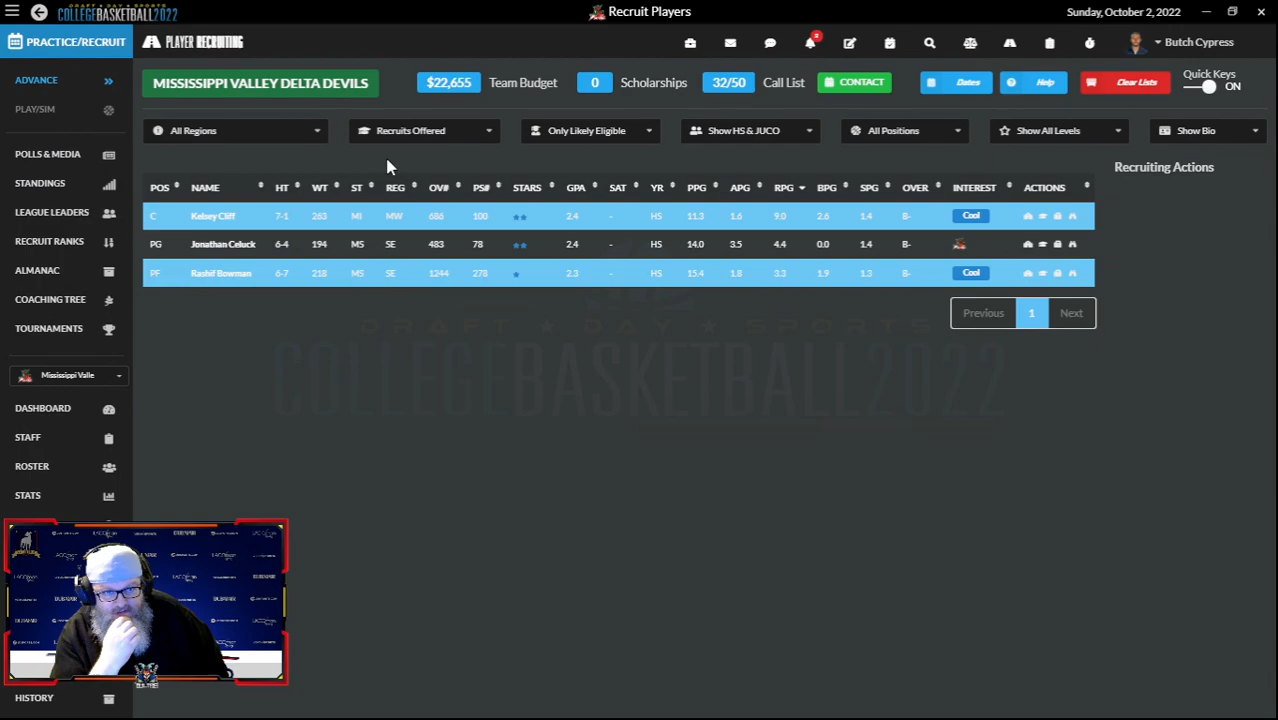 DRAFT DAY SPORTS
COLLEGEBASKETBALL2022
Recruit Players
Sunday, October 2, 2022
PRACTICE/RECRUIT
PLAYER RECRUITING
2
Butch Cypress
ADVANCE
PLAY/SIM
POLLS & MEDIA
STANDINGS
LEAGUE LEADERS
RECRUIT RANKS
ALMANAC
COACHING TREE
TOURNAMENTS
Mississippi Valle
DASHBOARD
STAFF
ROSTER
STATS
HISTORY
MISSISSIPPI VALLEY DELTA DEVILS
$22,655 Team Budget 0 Scholarships 32/50 Call List CONTACT Dates Help Clear Lists Quick Keys ON
All Regions Recruits Offered Only Likely Eligible Show HS & JUCO All Positions Show All Levels Show Bio
Recruiting Actions
POS NAME HT WT ST REG OV# PS# STARS GPA SAT YR PPG APG RPG BPG SPG OVER INTEREST ACTIONS
C Kelsey Cliff 7-1 263 MI MW 686 100 2.4 - HS 11.3 1.6 9.0 2.6 1.4 B- Cool
PG Jonathan Celuck 6-4 194 MS SE 483 78 2.4 - HS 14.0 3.5 4.4 0.0 1.4 B-
PF Rashif Bowman 6-7 218 MS SE 1244 278 2.3 - HS 15.4 1.8 3.3 1.9 1.3 B- Cool
Previous 1 Next
DRAFT DAY SPORTS
COLLEGEBASKETBALL2022